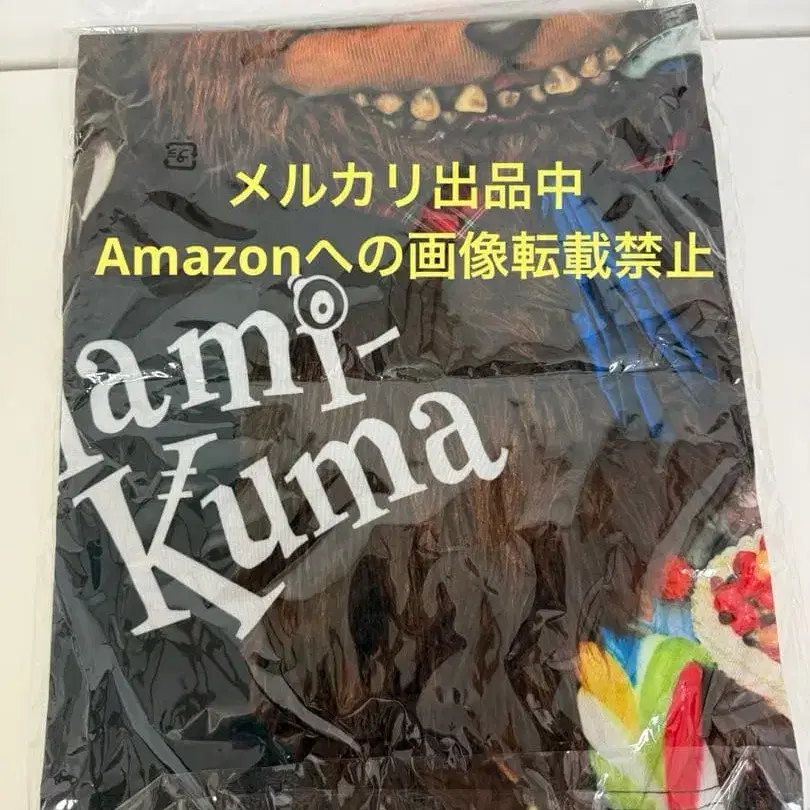 メルカリ出品中
Amazonへの画像転載禁止
ami-
Kuma